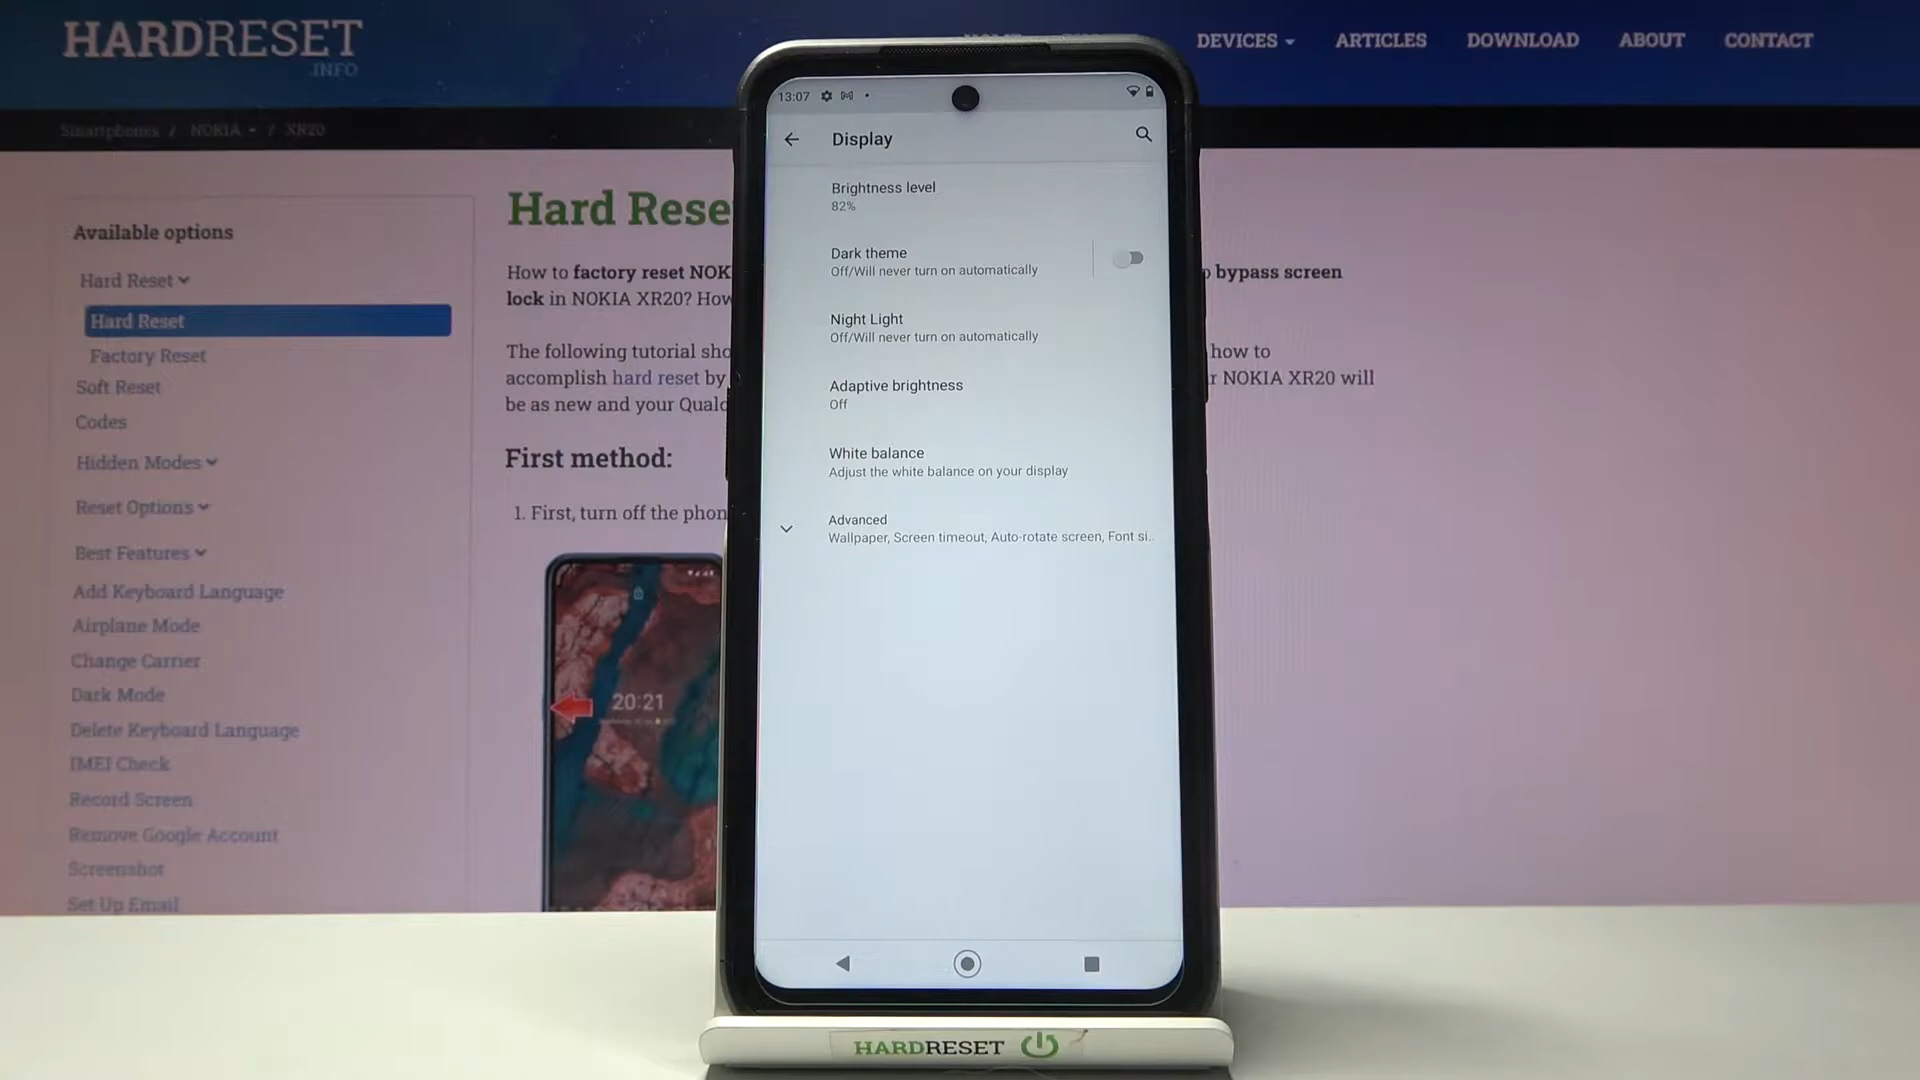 HARDRESET
.INFO
DEVICES
ARTICLES
DOWNLOAD
ABOUT
CONTACT
Smartphones / NOKIA / XR20
Available options
Hard Reset
Hard Reset
Factory Reset
Soft Reset
Codes
Hidden Modes
Reset Options
Best Features
Add Keyboard Language
Airplane Mode
Change Carrier
Dark Mode
Delete Keyboard Language
IMEI Check
Record Screen
Remove Google Account
Screenshot
Set Up Email
Hard Rese
How to factory reset NOK
bypass screen
lock in NOKIA XR20? How
The following tutorial sho
how to
accomplish hard reset by
r NOKIA XR20 will
be as new and your Qualc
First method:
1. First, turn off the phon
20:21
13:07
Display
Brightness level
82%
Dark theme
Off/Will never turn on automatically
Night Light
Off/Will never turn on automatically
Adaptive brightness
Off
White balance
Adjust the white balance on your display
Advanced
Wallpaper, Screen timeout, Auto-rotate screen, Font si..
HARDRESET